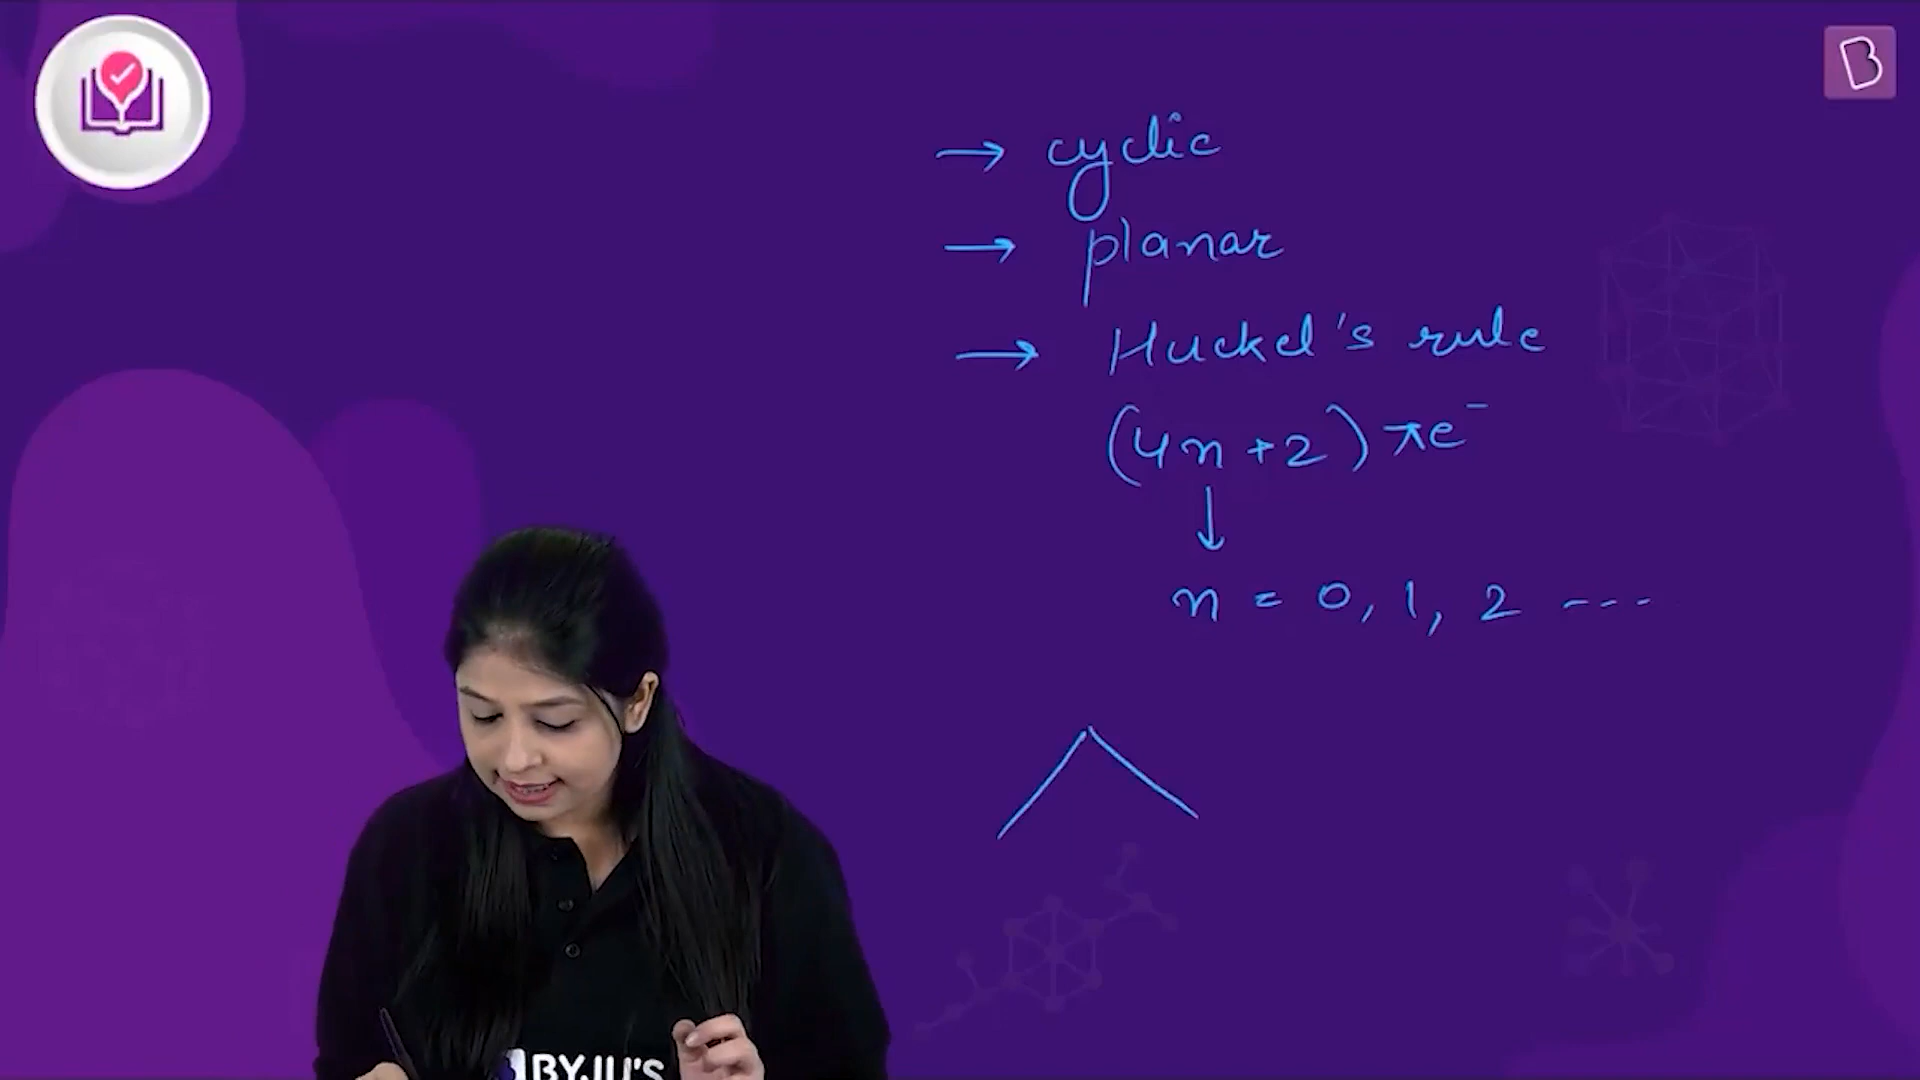 → cyclic
→ planar
→ Huckel's rule
(4n+2) πe⁻
↓
n = 0, 1, 2 ----
BYJU'S